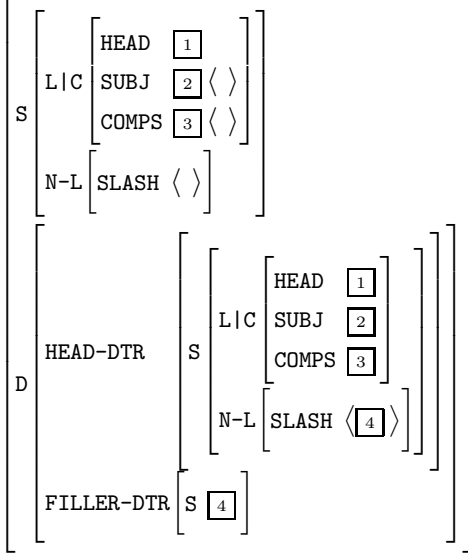 HEAD 1
L|C SUBJ 2 ⟨ ⟩
S
COMPS 3 ⟨ ⟩
N-L SLASH ⟨ ⟩
HEAD 1
L|C SUBJ 2
HEAD-DTR S
COMPS 3
D
N-L SLASH ⟨ 4 ⟩
FILLER-DTR S 4